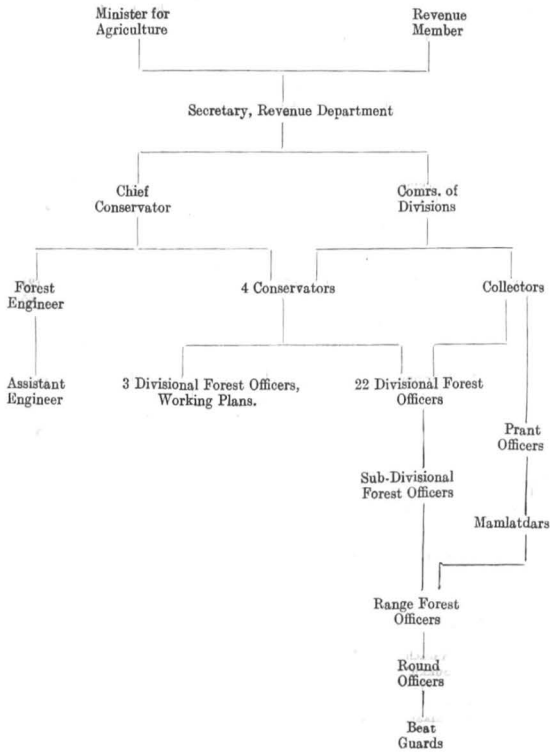 Minister for
Agriculture
Revenue
Member
Secretary, Revenue Department
Chief
Conservator
Comrs. of
Divisions
Forest
Engineer
4 Conservators
Collectors
Assistant
Engineer
3 Divisional Forest Officers,
Working Plans.
22 Divisional Forest
Officers
Prant
Officers
Sub-Divisional
Forest Officers
Mamlatdars
Range Forest
Officers
Round
Officers
Beat
Guards